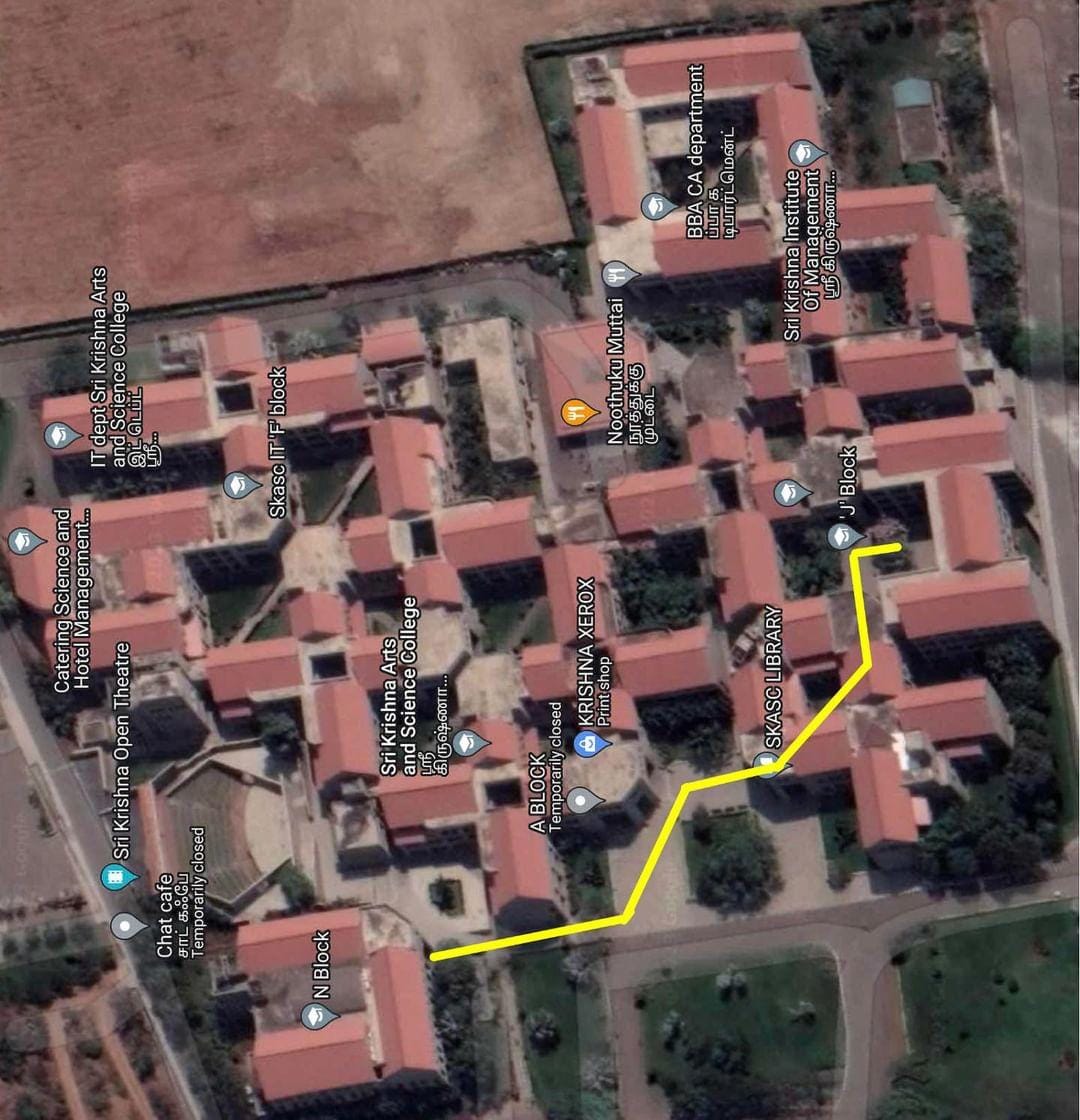 IT dept Sri Krishna Arts
and Science College
இட் டெப்ட்
ஸ்ரீ...
Catering Science and
Hotel Management...
Sri Krishna Open Theatre
Chat cafe
சாட் கஃபே
Temporarily closed
Skasc IT 'F' block
N Block
Sri Krishna Arts
and Science College
ஸ்ரீ
கிருஷ்ணா...
A BLOCK
Temporarily closed
KRISHNA XEROX
Print shop
Noothuku Muttai
நூத்துக்கு
முட்டை
BBA CA department
டிபார்ட்மென்ட்
Sri Krishna Institute
Of Management
ஸ்ரீ கிருஷ்ணா...
SKASC LIBRARY
'J' Block